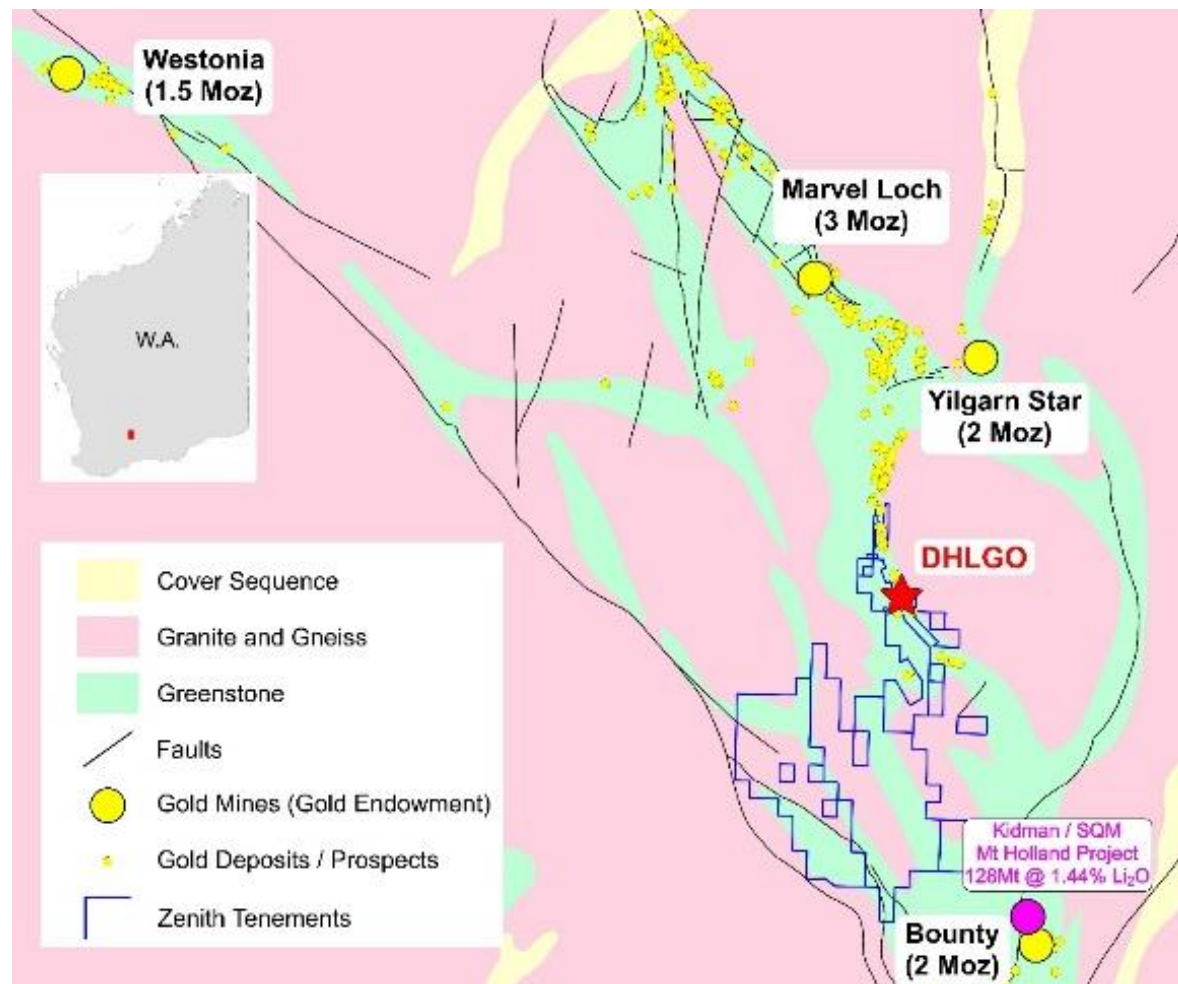 Westonia
(1.5 Moz)
Marvel Loch
(3 Moz)
W.A.
Yilgarn Star
(2 Moz)
DHLGO
Cover Sequence
Granite and Gneiss
Greenstone
Faults
Gold Mines (Gold Endowment)
Gold Deposits / Prospects
Zenith Tenements
Kidman / SQM
Mt Holland Project
128Mt @ 1.44% Li₂O
Bounty
(2 Moz)